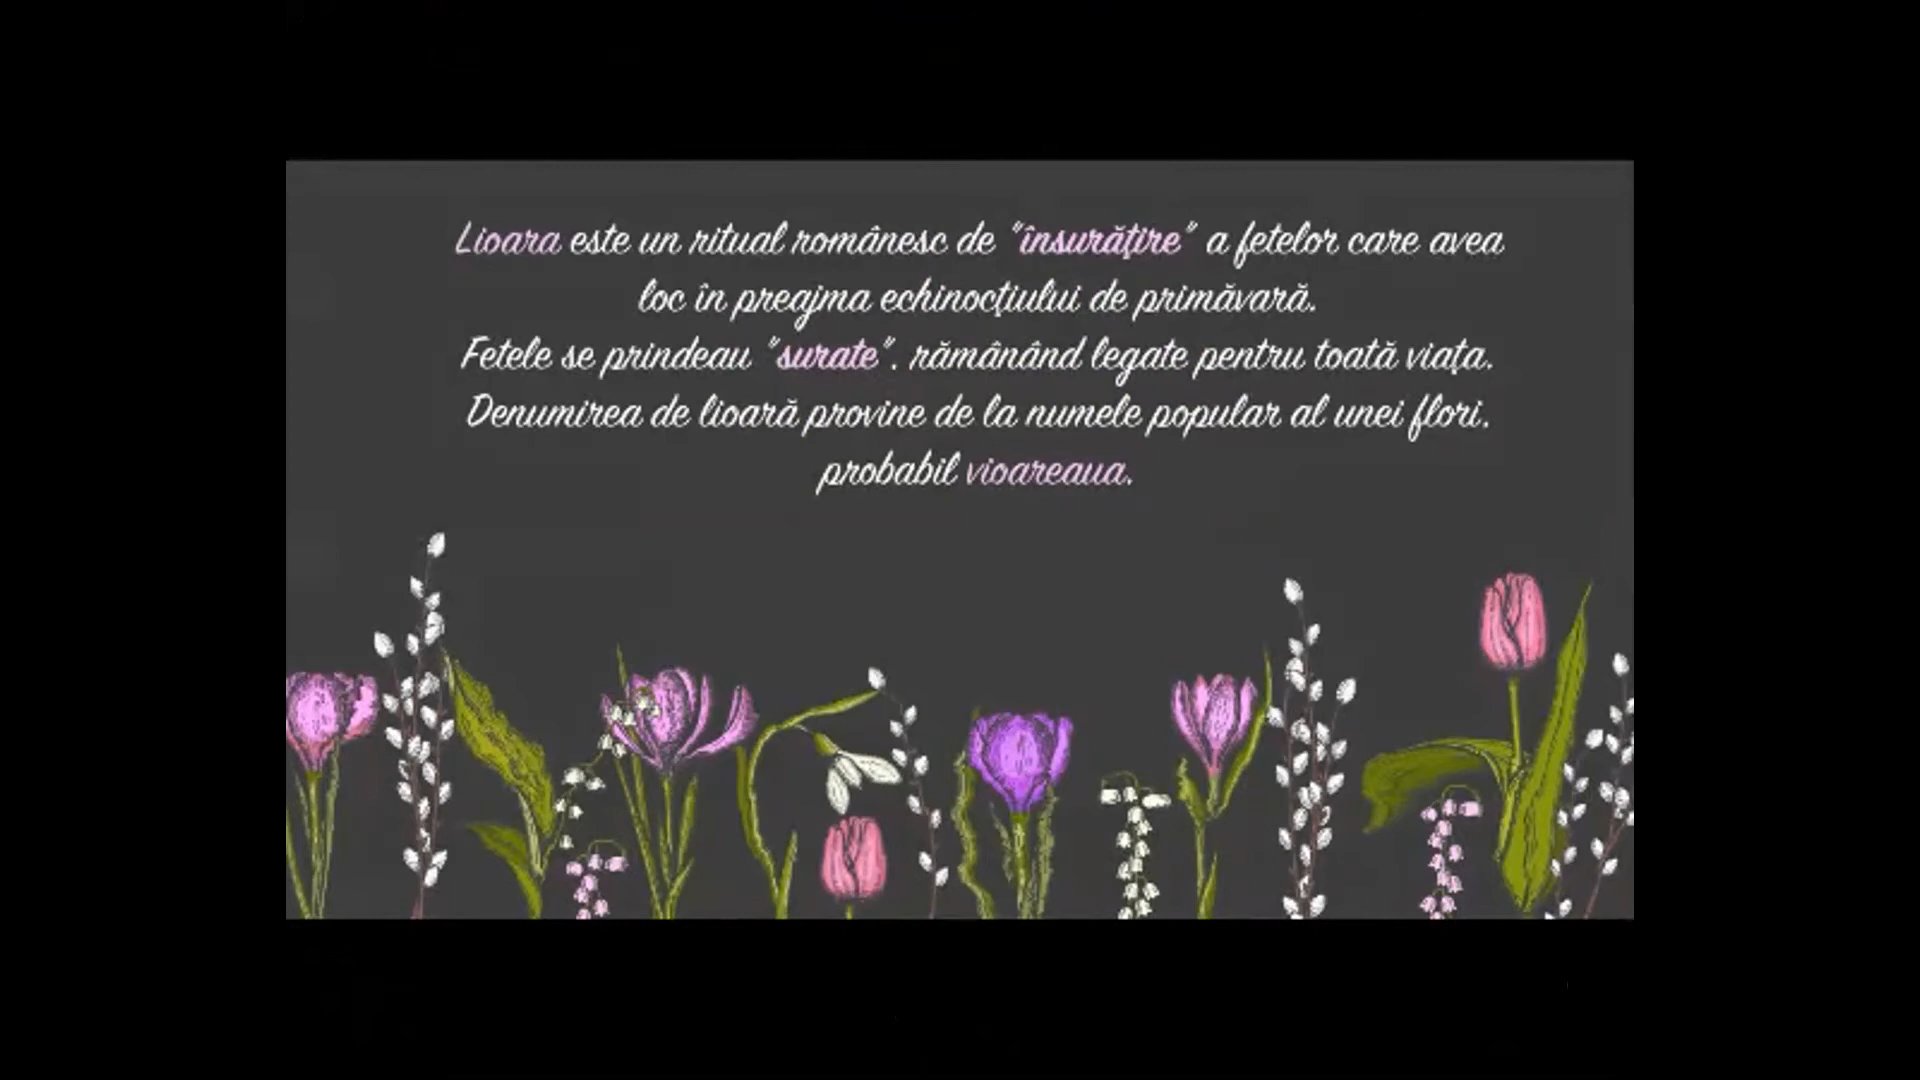 Lioara este un ritual românesc de "însurățire" a fetelor care avea
loc în preajma echinocțiului de primăvară.
Fetele se prindeau "surate", rămânând legate pentru toată viața.
Denumirea de lioară provine de la numele popular al unei flori,
probabil vioareaua.